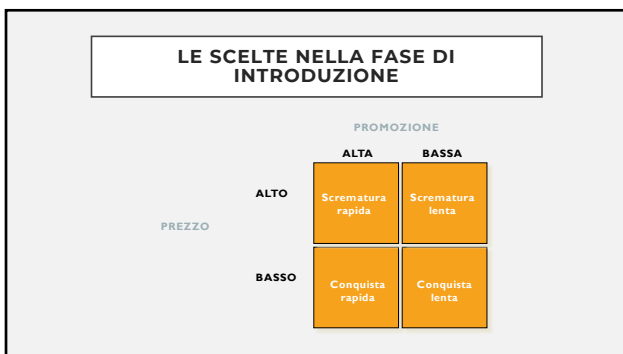 LE SCELTE NELLA FASE DI
INTRODUZIONE
PROMOZIONE
ALTA BASSA
ALTO
Scrematura
rapida
Scrematura
lenta
PREZZO
BASSO
Conquista
rapida
Conquista
lenta